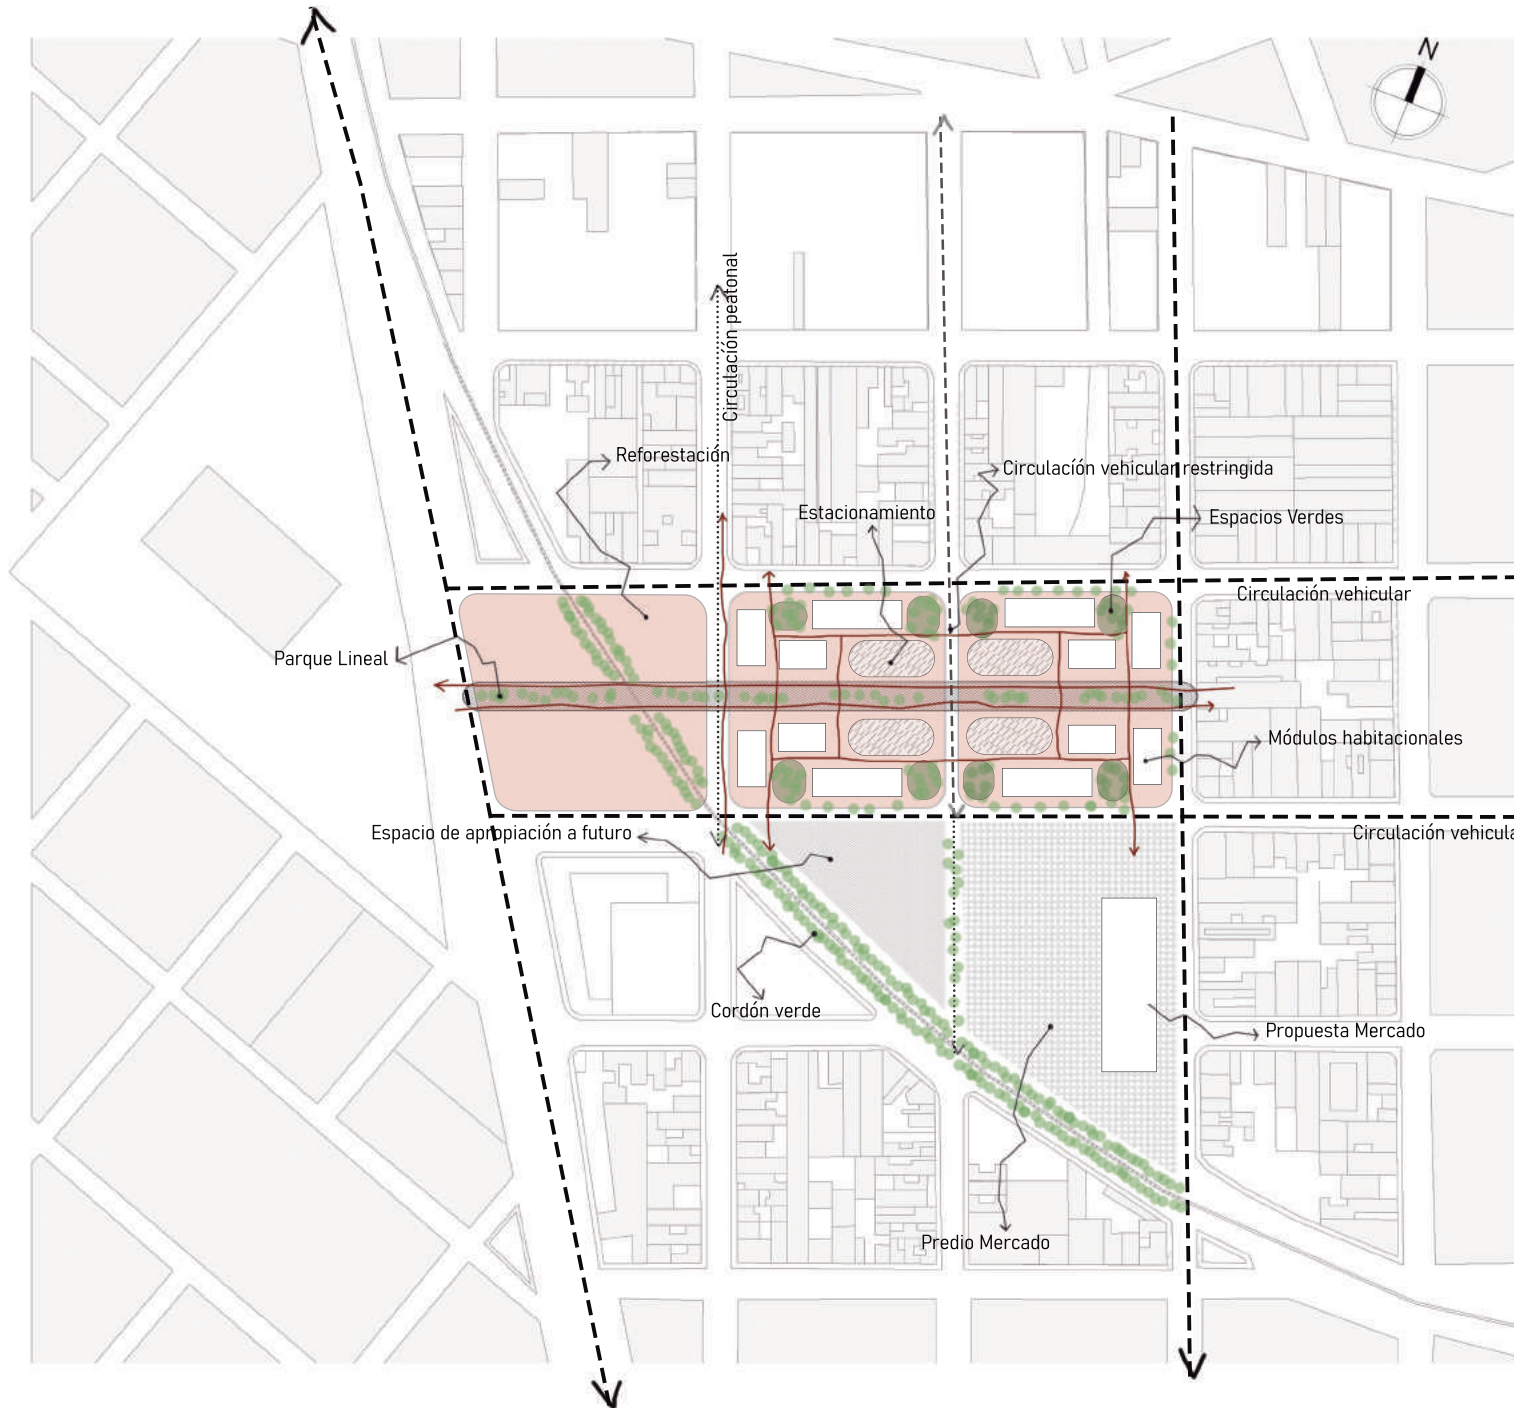 N
Circulación peatonal
Reforestación
Circulacíón vehicular restringida
Estacionamiento
Espacios Verdes
Circulación vehicular
Parque Lineal
Módulos habitacionales
Espacio de apropiación a futuro
Circulación vehicula
Cordón verde
Propuesta Mercado
Predio Mercado